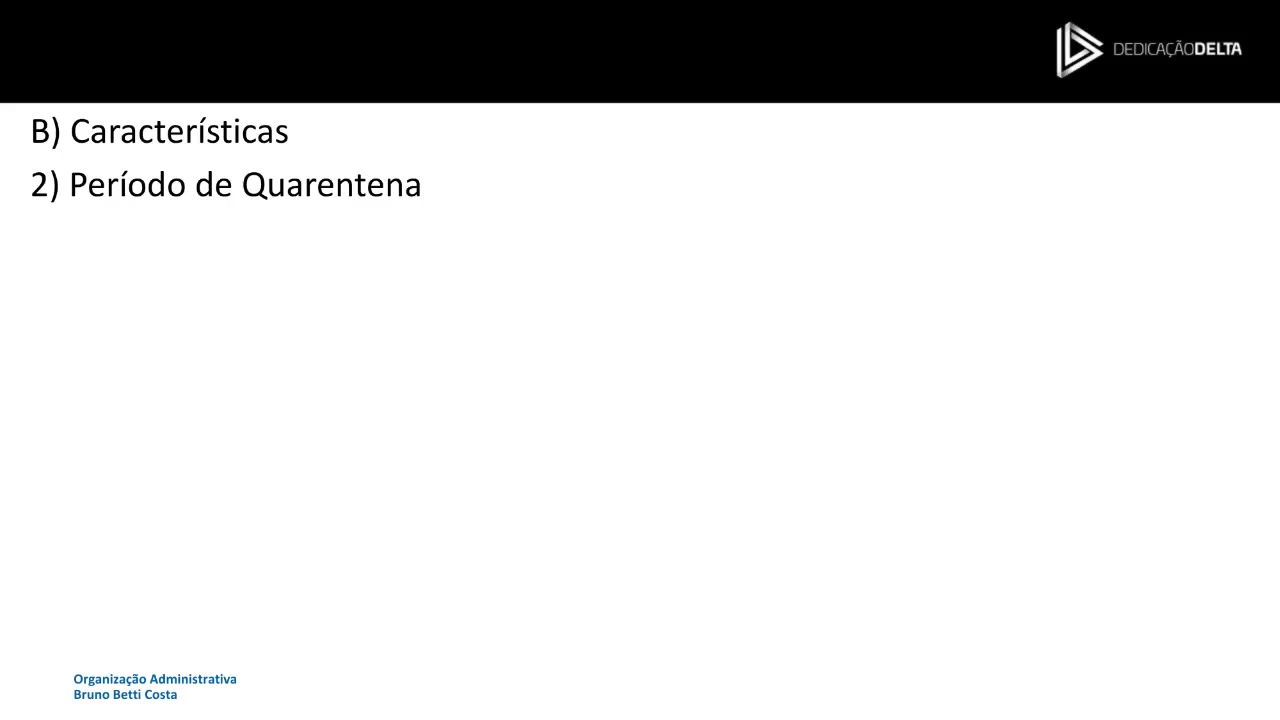 DEDICAÇÃODELTA
B) Características
2) Período de Quarentena
Organização Administrativa
Bruno Betti Costa